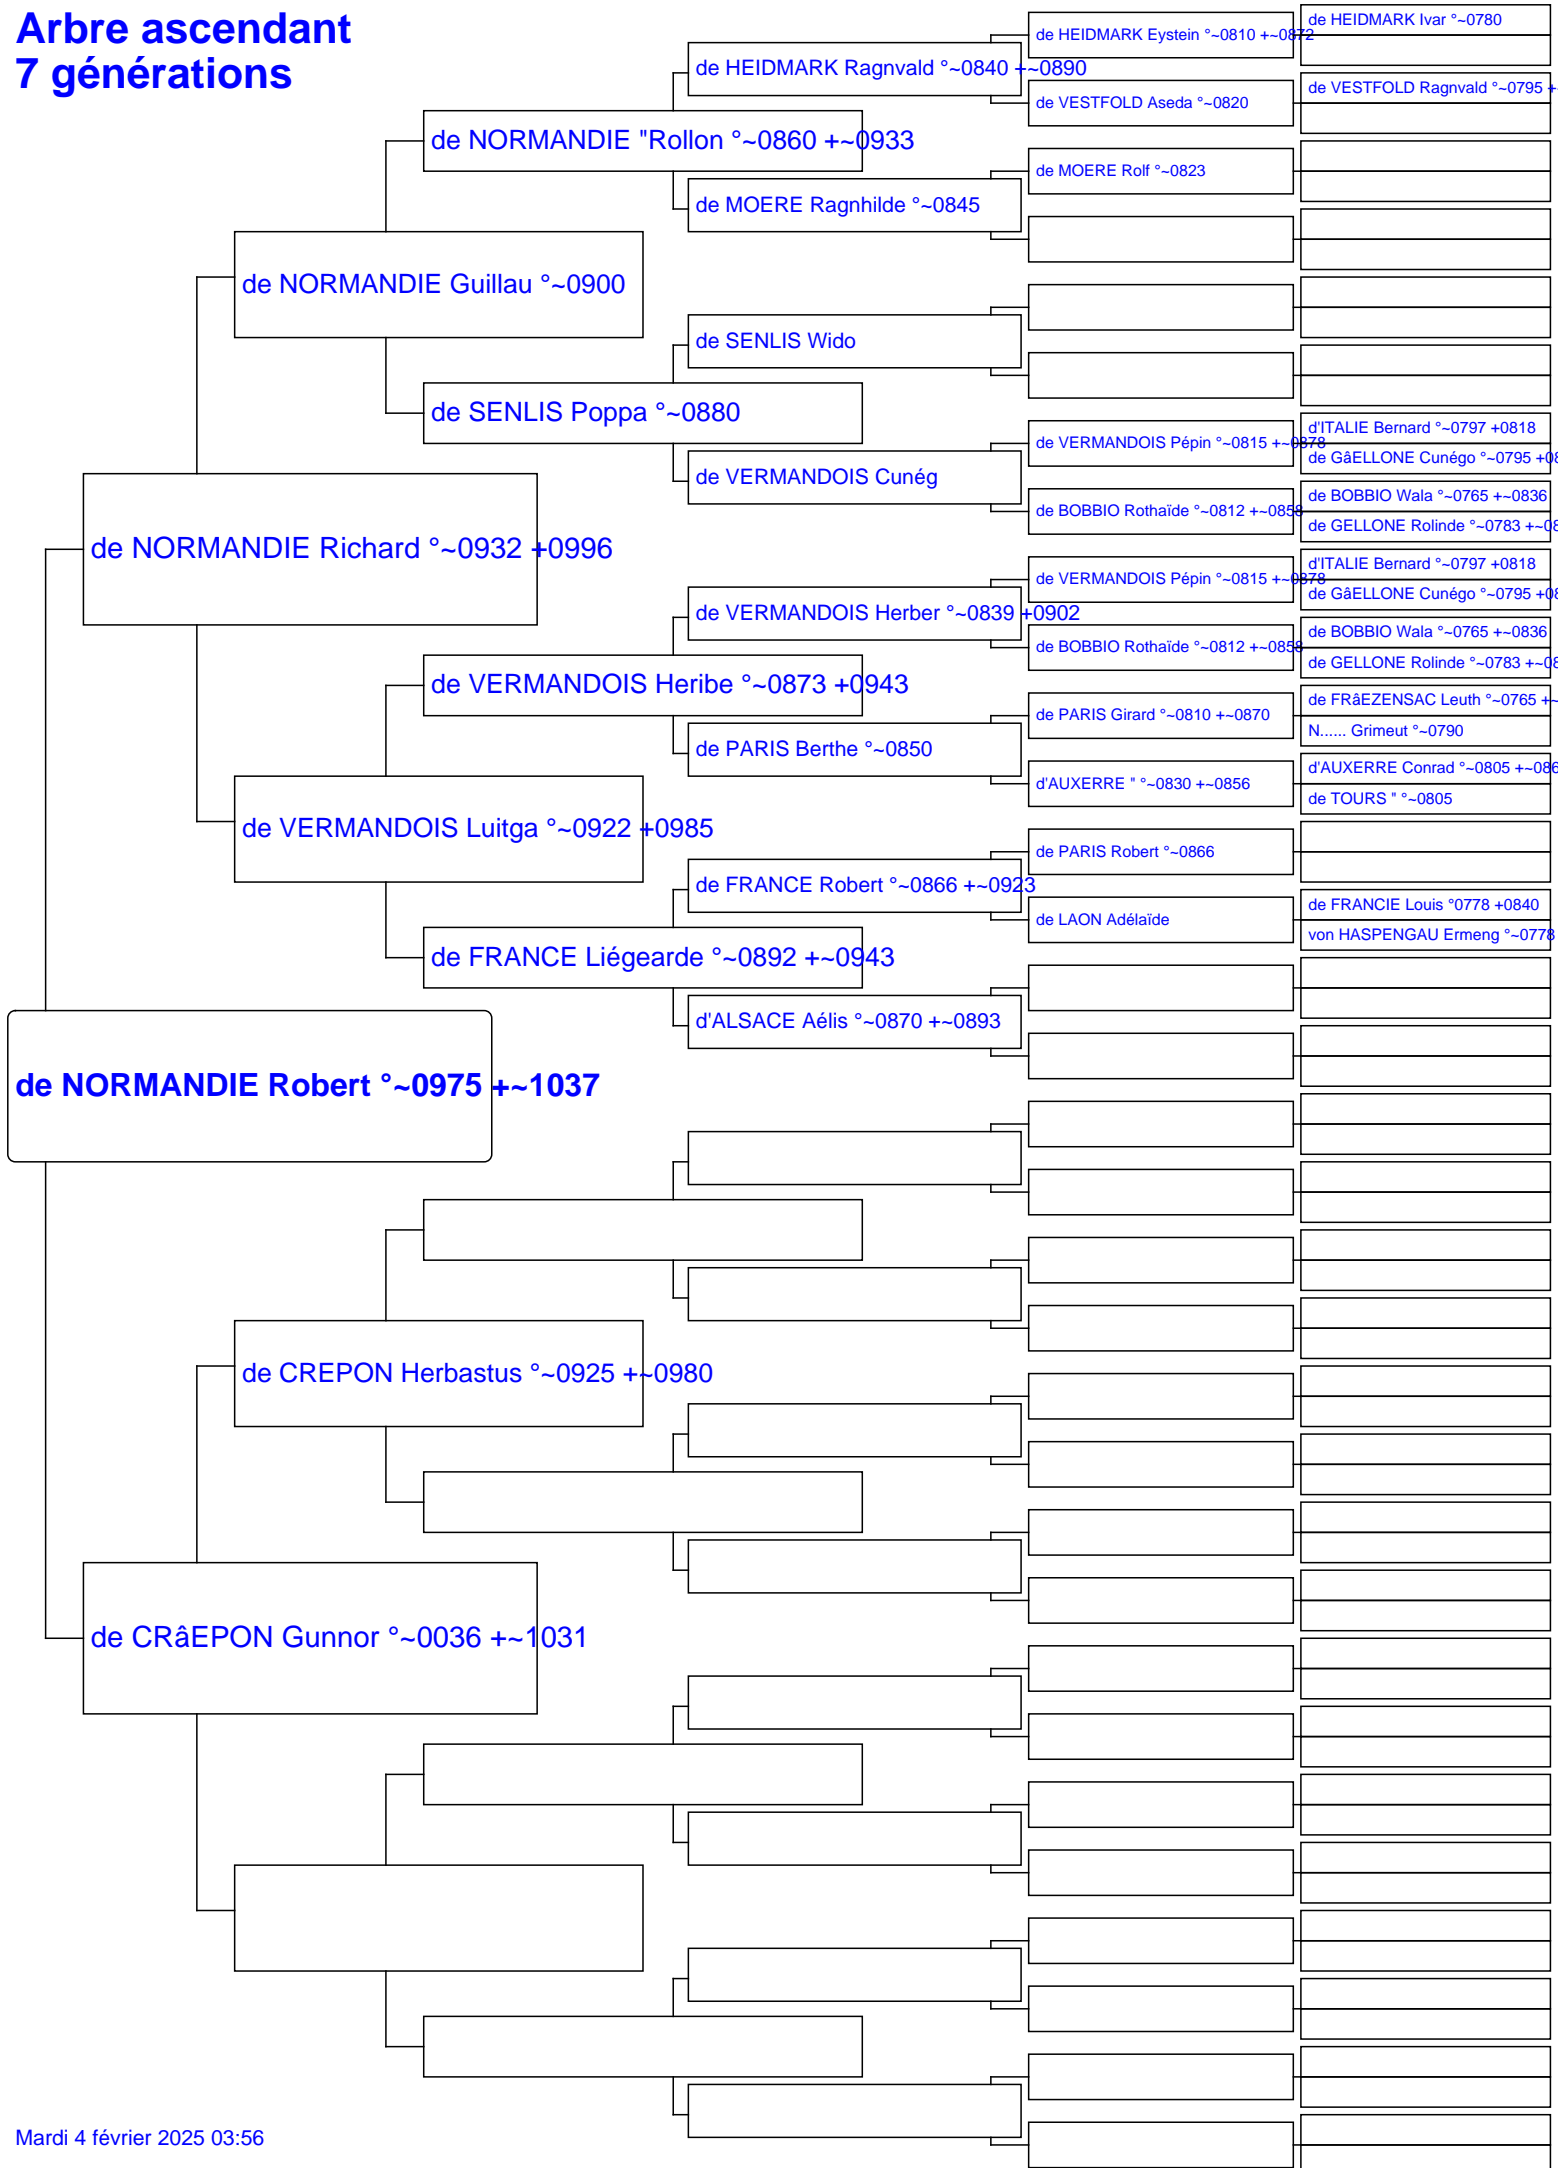 Arbre ascendant
7 générations
de HEIDMARK Ivar °~0780
de HEIDMARK Eystein °~0810 +~0872
de HEIDMARK Ragnvald °~0840 +~0890
de VESTFOLD Ragnvald °~0795 +
de VESTFOLD Aseda °~0820
de NORMANDIE "Rollon °~0860 +~0933
de MOERE Rolf °~0823
de MOERE Ragnhilde °~0845
de NORMANDIE Guillau °~0900
de SENLIS Wido
de SENLIS Poppa °~0880
d'ITALIE Bernard °~0797 +0818
de VERMANDOIS Pépin °~0815 +~0878
de GâELLONE Cunégo °~0795 +08
de VERMANDOIS Cunég
de BOBBIO Wala °~0765 +~0836
de BOBBIO Rothaïde °~0812 +~0858
de GELLONE Rolinde °~0783 +~08
de NORMANDIE Richard °~0932 +0996
d'ITALIE Bernard °~0797 +0818
de VERMANDOIS Pépin °~0815 +~0878
de GâELLONE Cunégo °~0795 +08
de VERMANDOIS Herber °~0839 +0902
de BOBBIO Wala °~0765 +~0836
de BOBBIO Rothaïde °~0812 +~0858
de GELLONE Rolinde °~0783 +~08
de VERMANDOIS Heribe °~0873 +0943
de FRâEZENSAC Leuth °~0765 +~
de PARIS Girard °~0810 +~0870
N...... Grimeut °~0790
de PARIS Berthe °~0850
d'AUXERRE Conrad °~0805 +~086
d'AUXERRE " °~0830 +~0856
de TOURS " °~0805
de VERMANDOIS Luitga °~0922 +0985
de PARIS Robert °~0866
de FRANCE Robert °~0866 +~0923
de FRANCIE Louis °0778 +0840
de LAON Adélaïde
von HASPENGAU Ermeng °~0778
de FRANCE Liégearde °~0892 +~0943
d'ALSACE Aélis °~0870 +~0893
de NORMANDIE Robert °~0975 +~1037
de CREPON Herbastus °~0925 +~0980
de CRâEPON Gunnor °~0036 +~1031
Mardi 4 février 2025 03:56